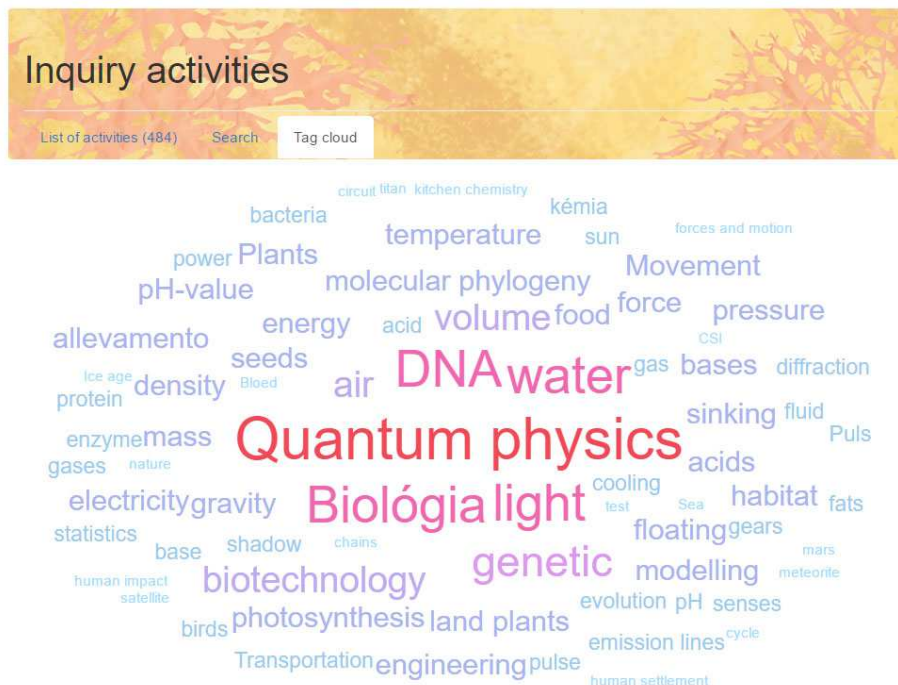 Inquiry activities
List of activities (484) Search Tag cloud
circuit titan kitchen chemistry
bacteria kémia
temperature sun forces and motion
power Plants molecular phylogeny Movement
pH-value energy acid volume food force pressure
allevamento seeds DNA water gas CSI bases diffraction
Ice age density Bloed air
protein sinking fluid
enzyme mass Quantum physics Puls
gases nature acids
electricity gravity Biológia light cooling test Sea habitat fats
statistics shadow chains floating gears
base genetic mars
human impact biotechnology modelling meteorite
satellite evolution pH senses
birds photosynthesis land plants emission lines cycle
Transportation engineering pulse
human settlement